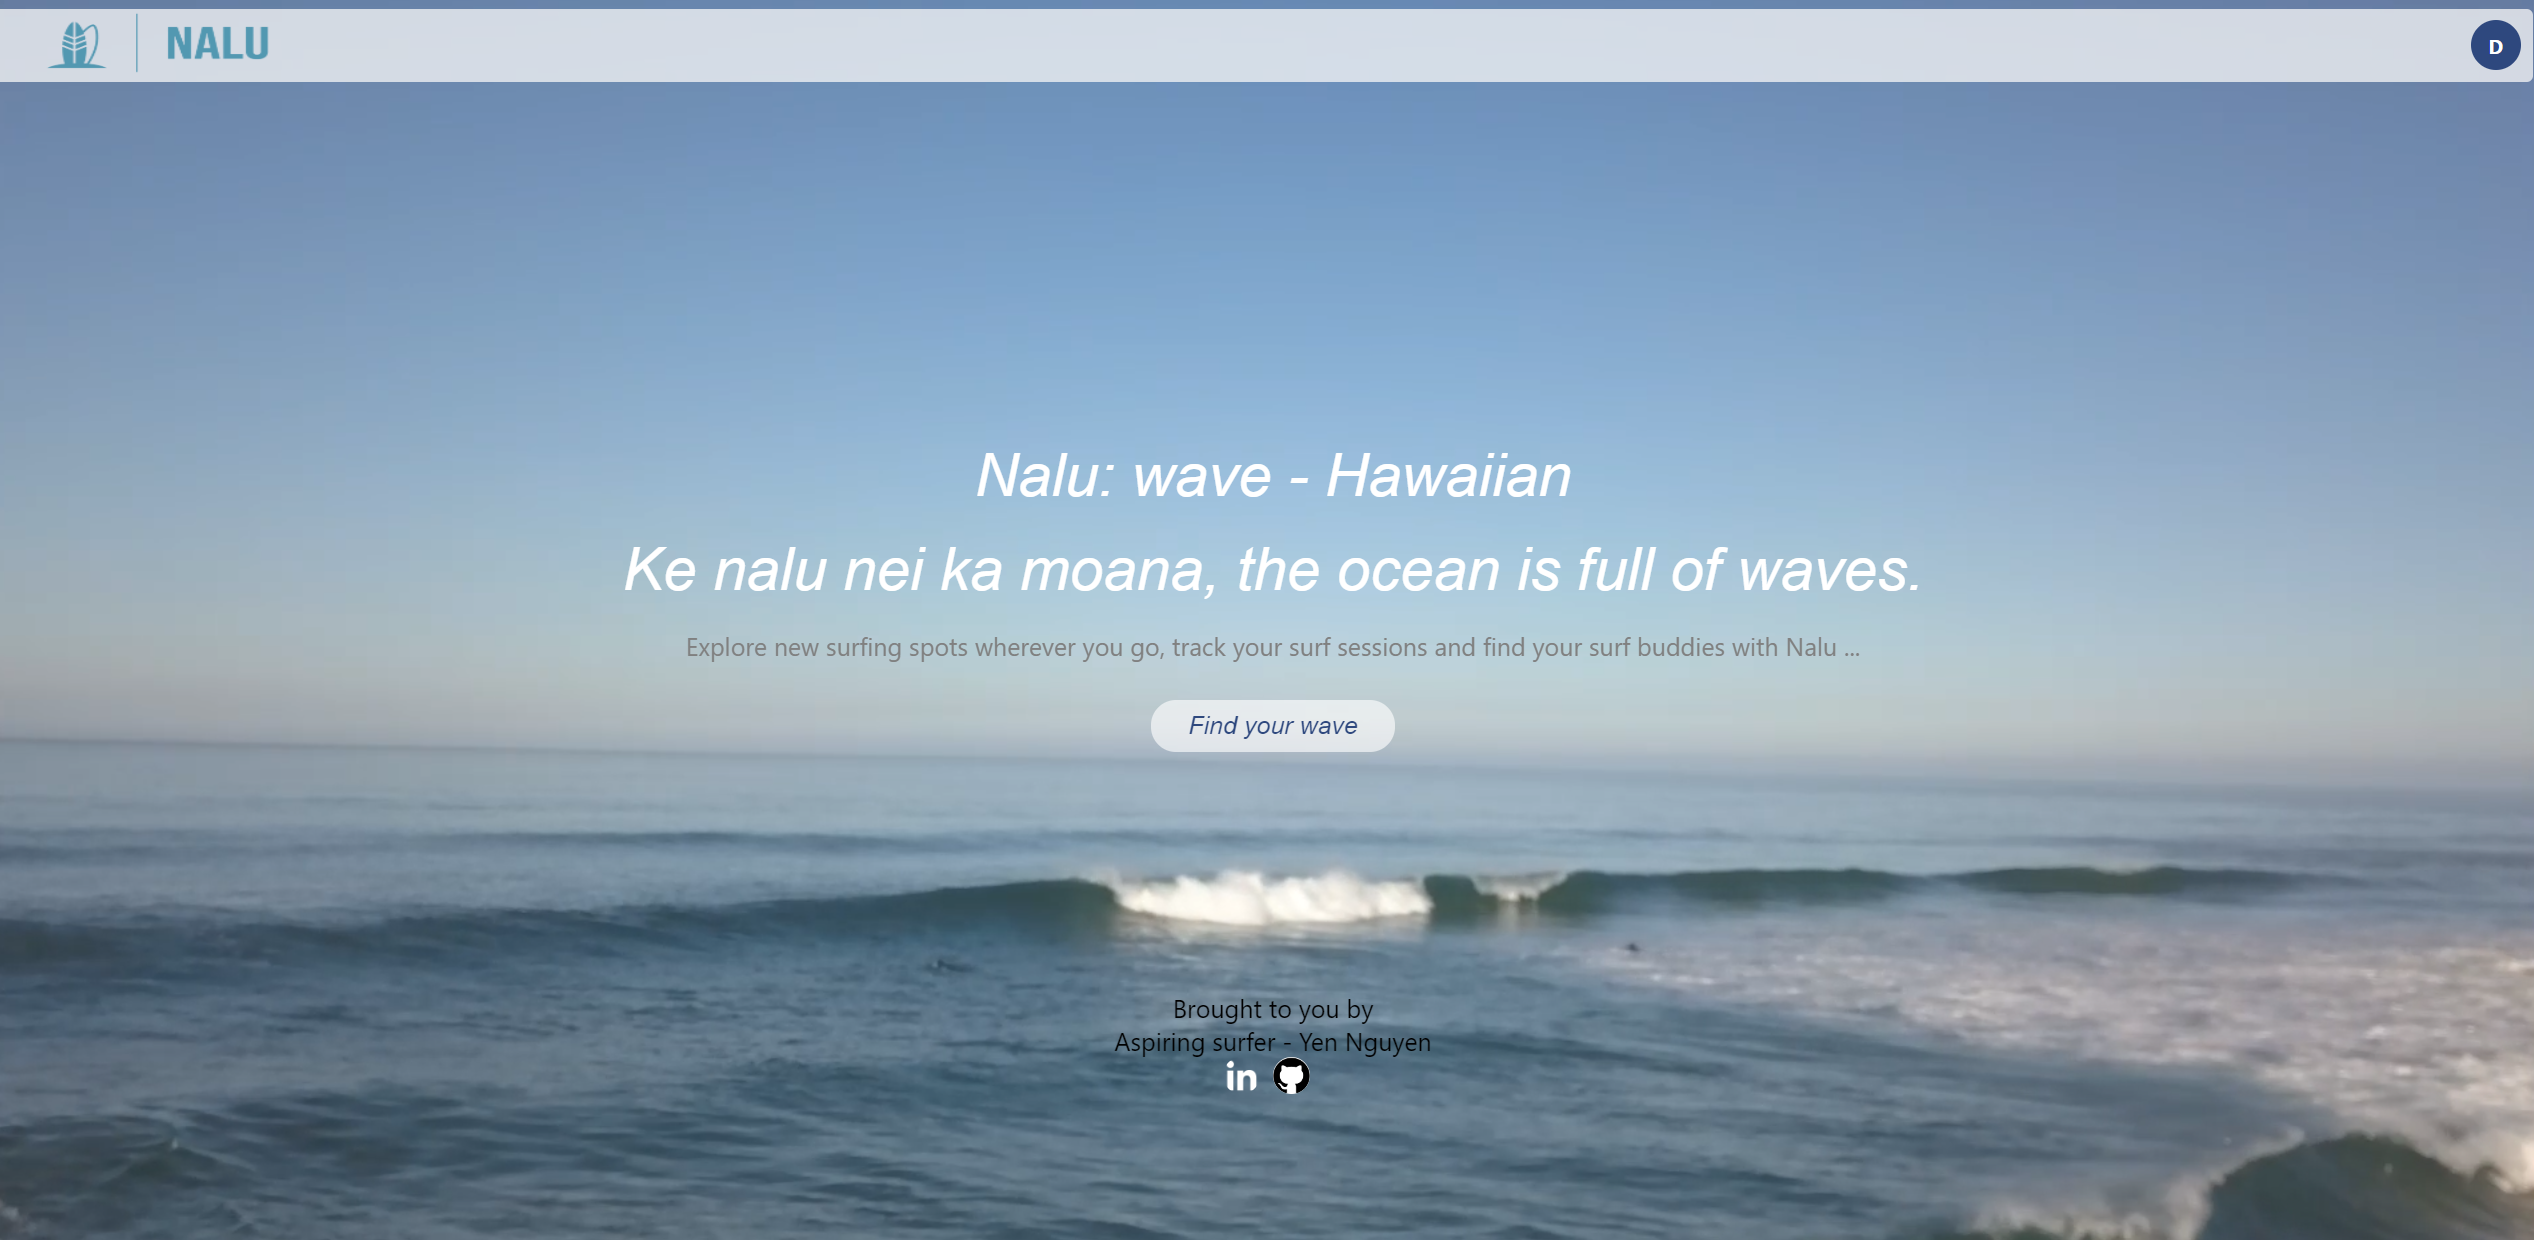 NALU
D
Nalu: wave - Hawaiian
Ke nalu nei ka moana, the ocean is full of waves.
Explore new surfing spots wherever you go, track your surf sessions and find your surf buddies with Nalu ...
Find your wave
Brought to you by
Aspiring surfer - Yen Nguyen
in